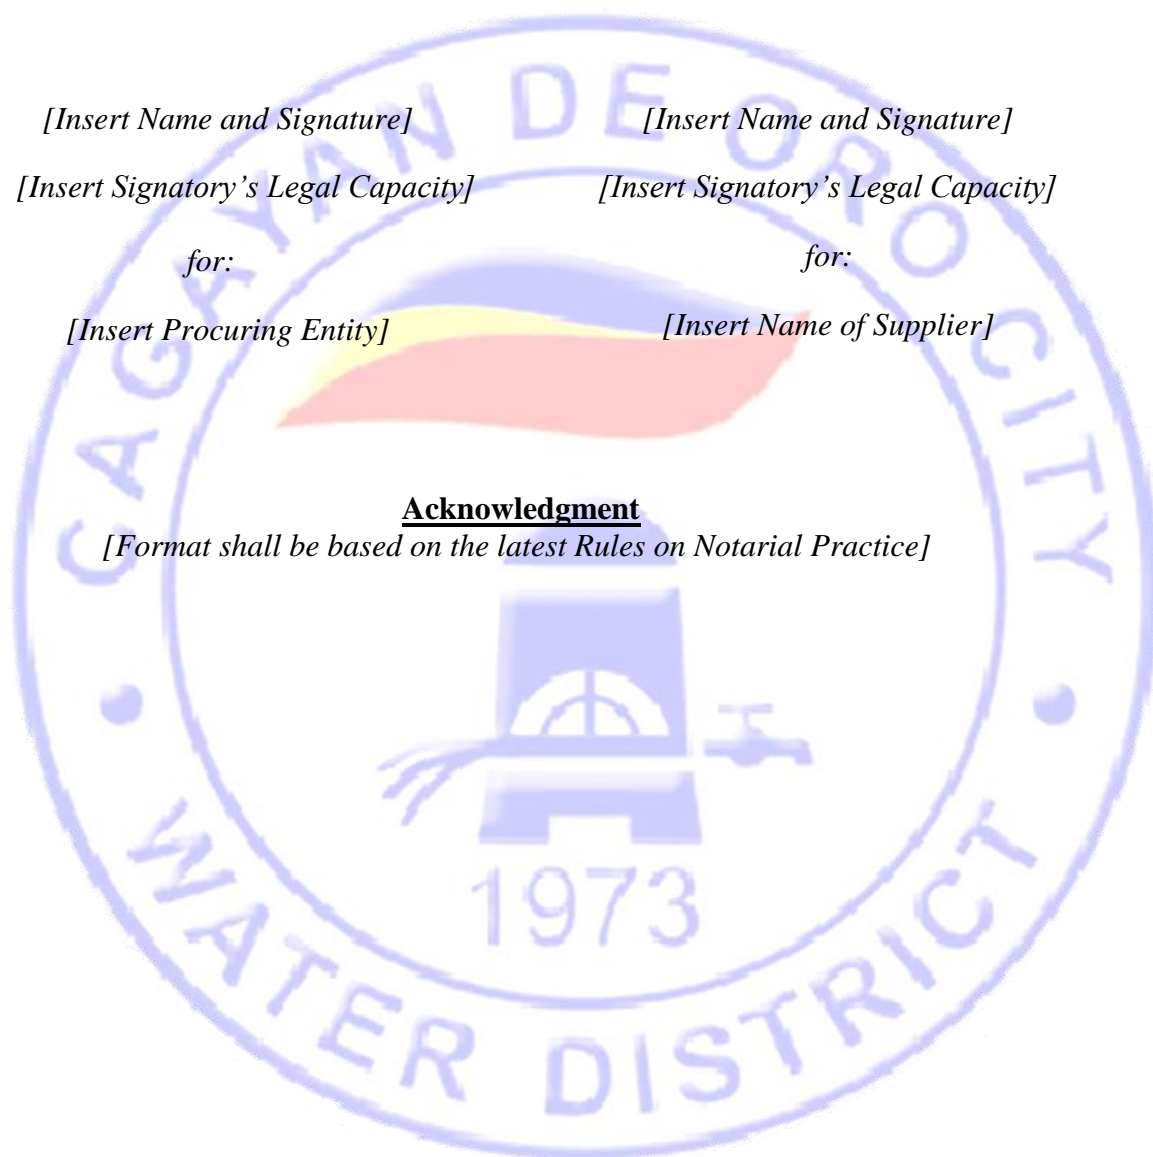 [Insert Name and Signature]
[Insert Signatory’s Legal Capacity]
for:
[Insert Procuring Entity]
[Insert Name and Signature]
[Insert Signatory’s Legal Capacity]
for:
[Insert Name of Supplier]
Acknowledgment
[Format shall be based on the latest Rules on Notarial Practice]
CAGAYAN DE ORO CITY
WATER DISTRICT
1973